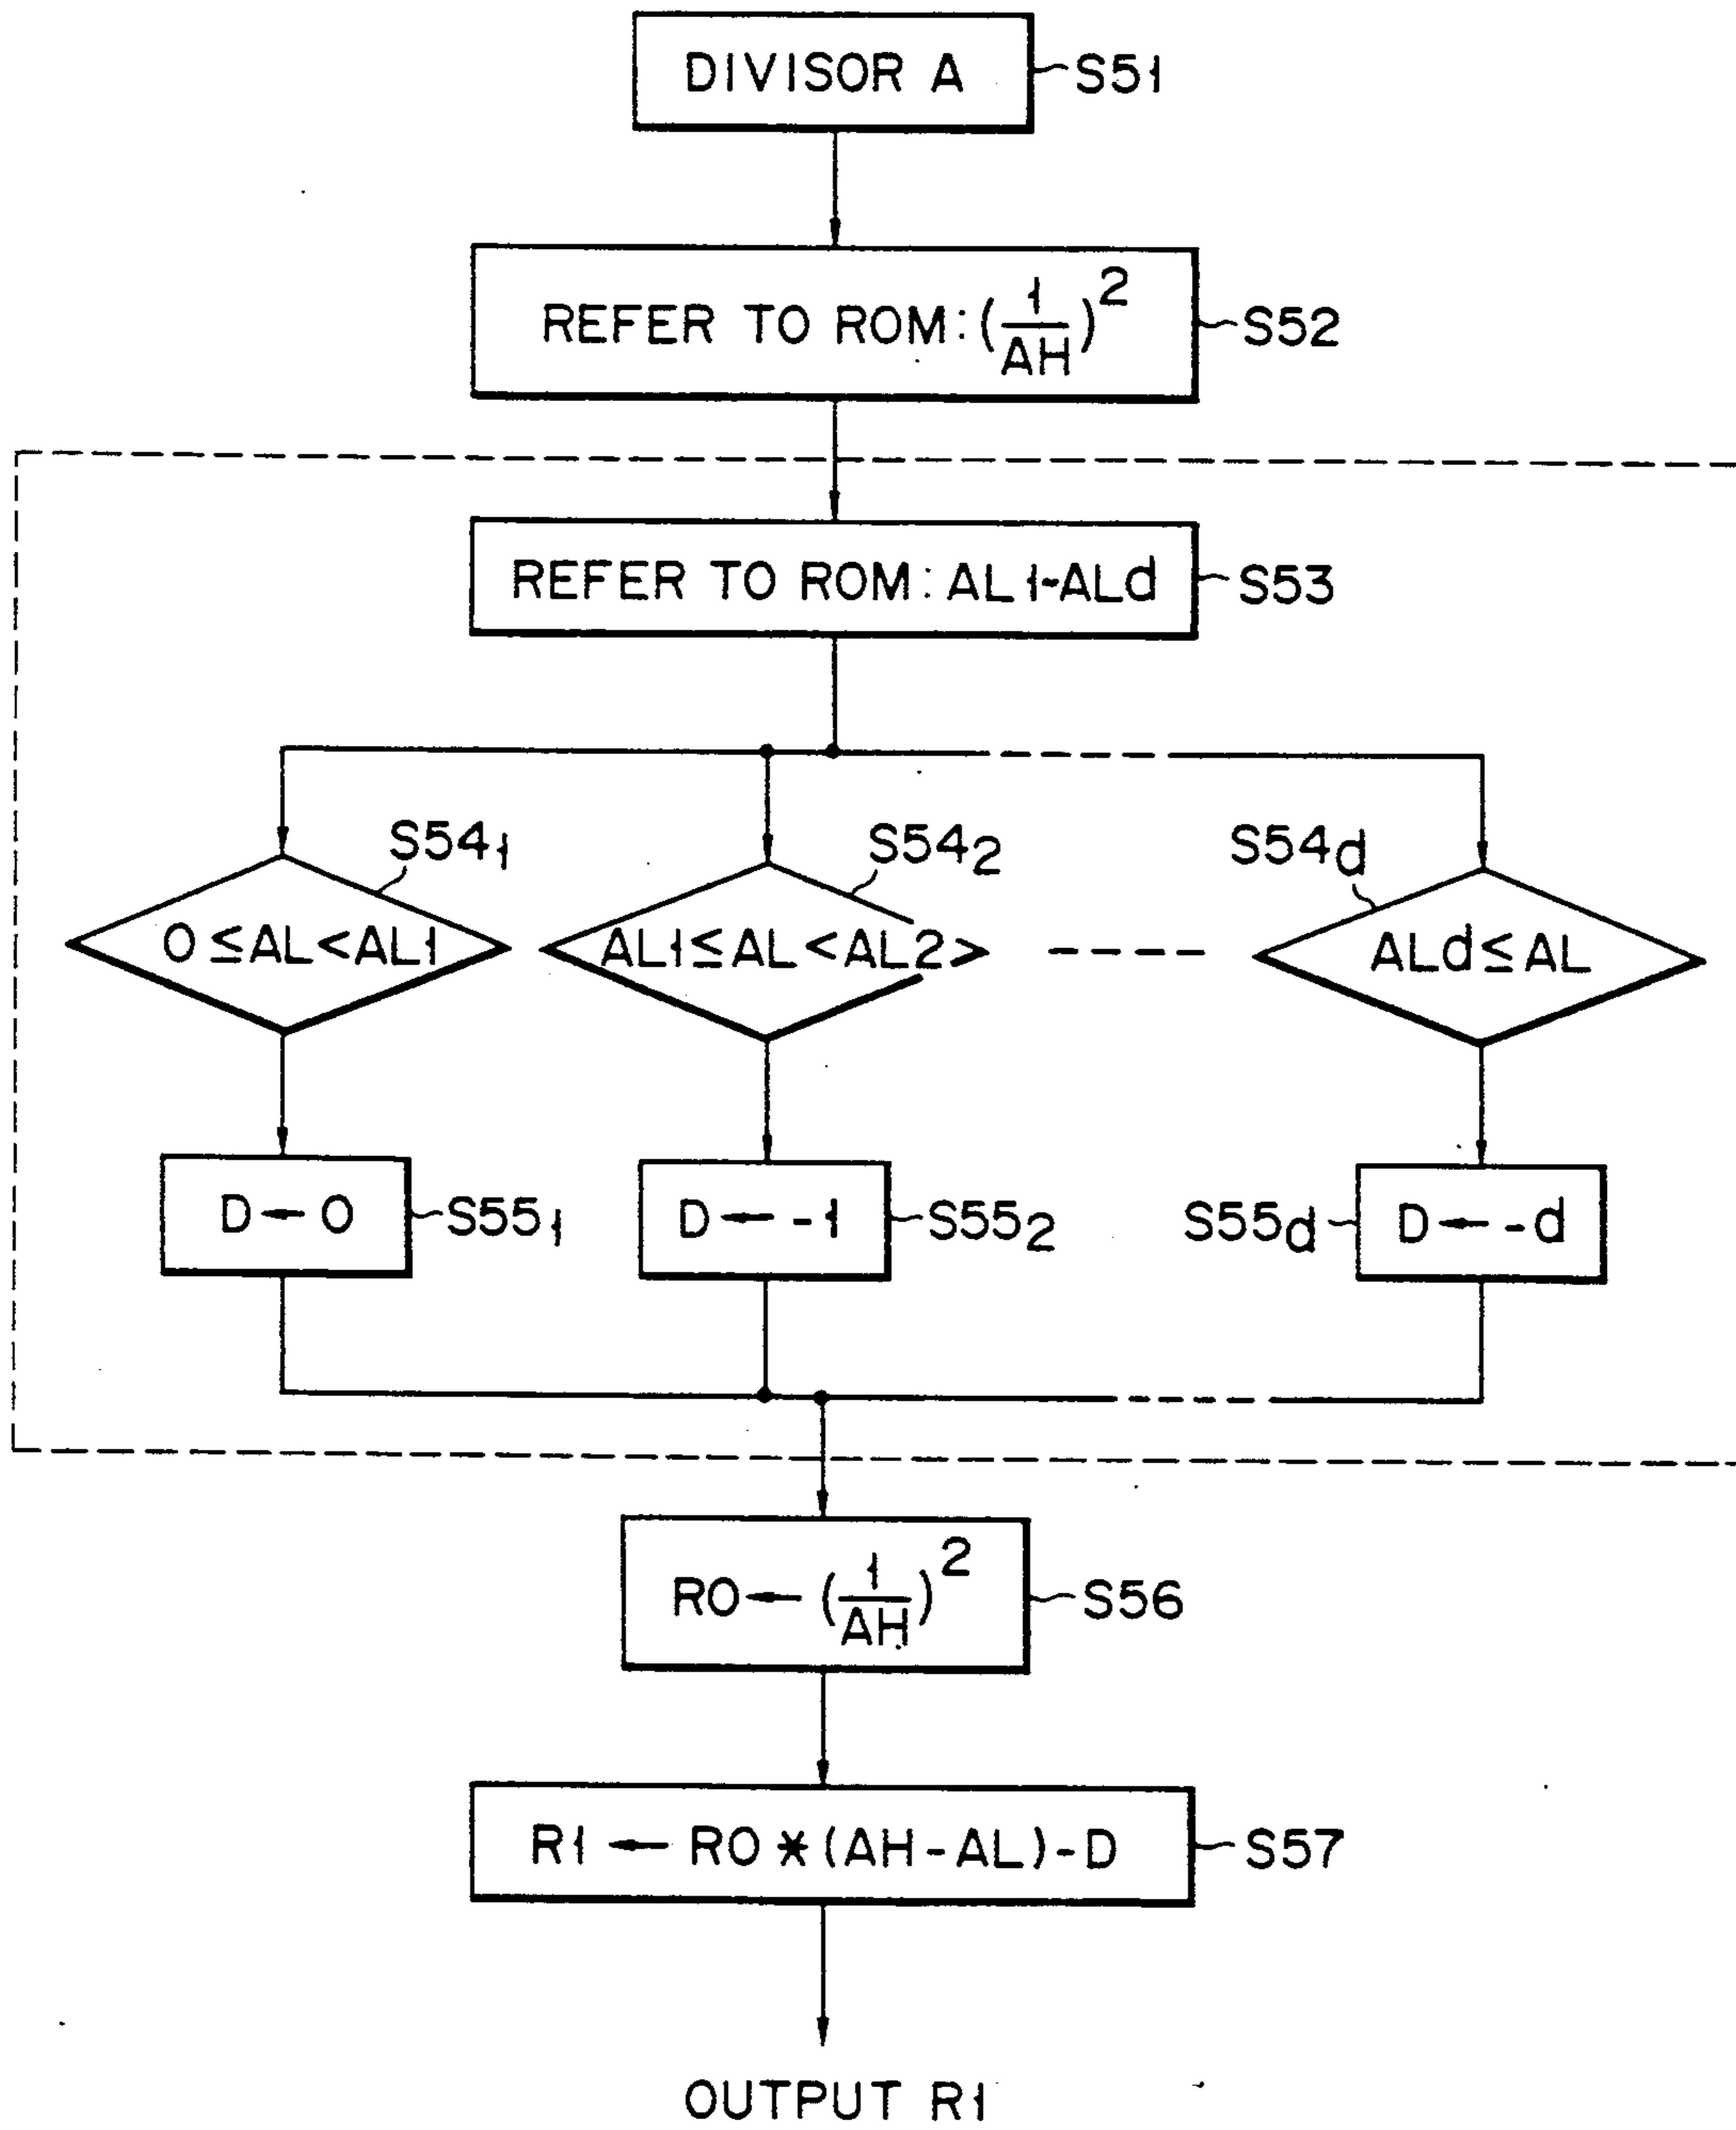 DIVISOR A S51
REFER TO ROM: (1/AH)^2 S52
REFER TO ROM: AL1-ALd S53
S54₁ S54₂ S54d
0≤AL<AL1 AL1≤AL<AL2> ALd≤AL
D←0 S55₁ D←-1 S55₂ S55d D←-d
R0←(1/AH)^2 S56
R1←R0*(AH-AL)-D S57
OUTPUT R1